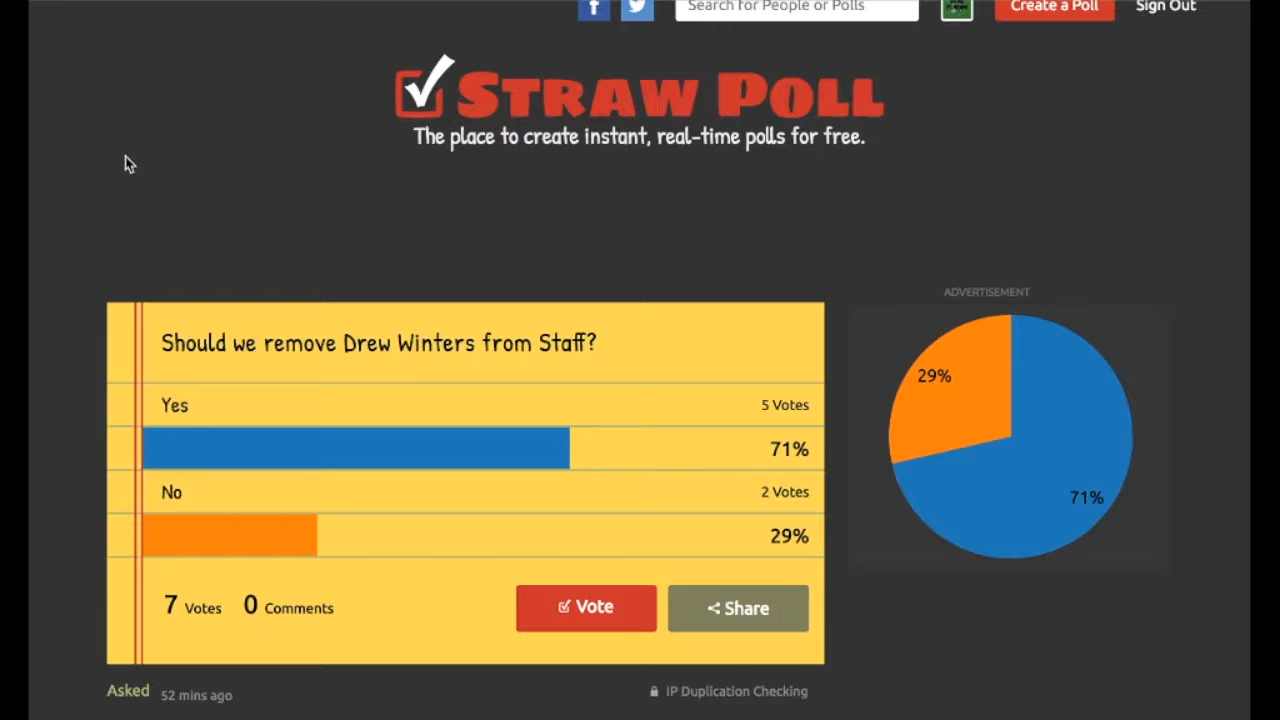 Search for People or Polls
Create a Poll
Sign Out
STRAW POLL
The place to create instant, real-time polls for free.
ADVERTISEMENT
Should we remove Drew Winters from Staff?
Yes
5 Votes
71%
No
2 Votes
29%
7 Votes 0 Comments
Vote
Share
Asked 52 mins ago
IP Duplication Checking
29%
71%